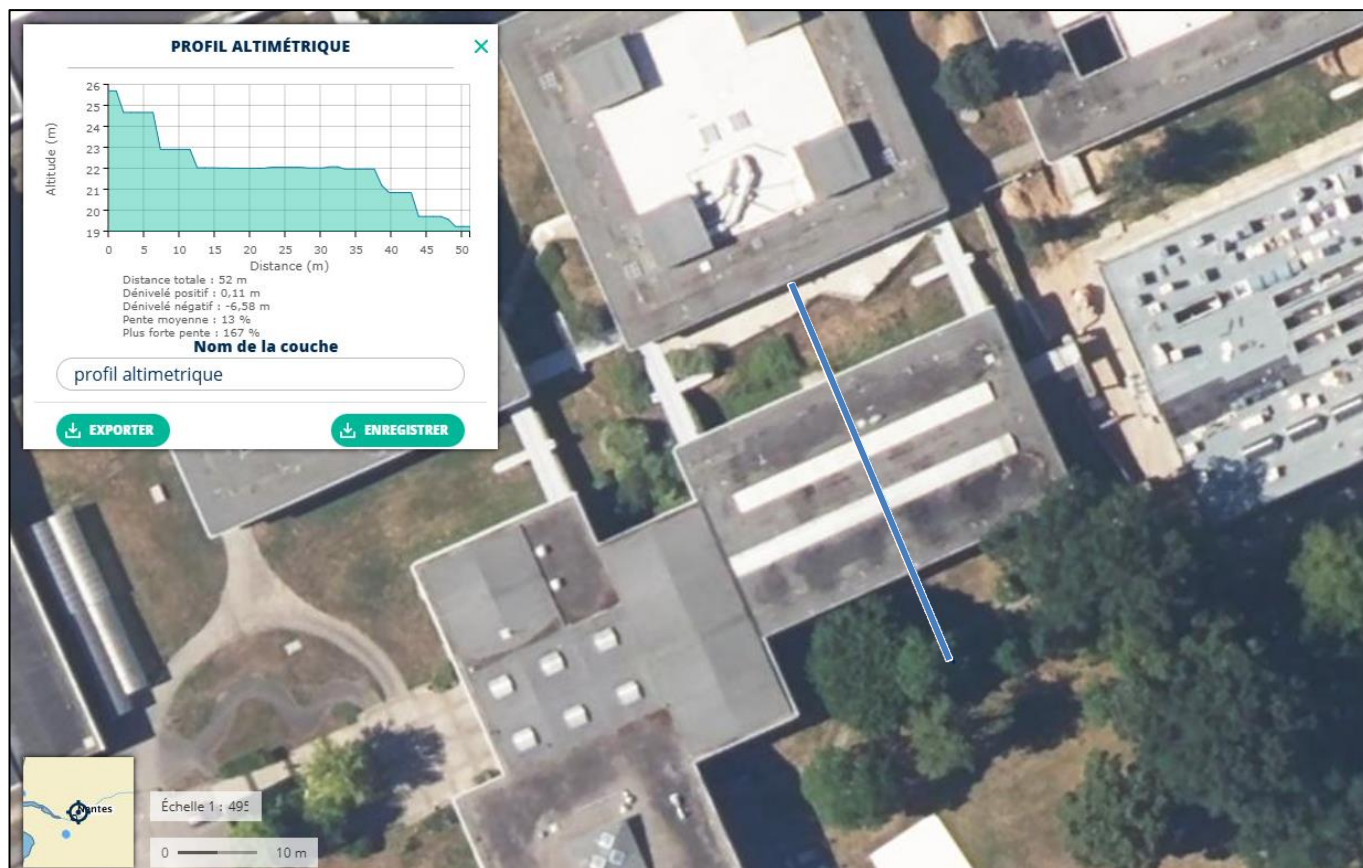 PROFIL ALTIMÉTRIQUE
26
25
24
23
22
21
20
19
Altitude (m)
0 5 10 15 20 25 30 35 40 45 50
Distance (m)
Distance totale : 52 m
Dénivelé positif : 0,11 m
Dénivelé négatif : -6,58 m
Pente moyenne : 13 %
Plus forte pente : 167 %
Nom de la couche
profil altimetrique
EXPORTER
ENREGISTRER
Nantes
Échelle 1 : 495
0 10 m